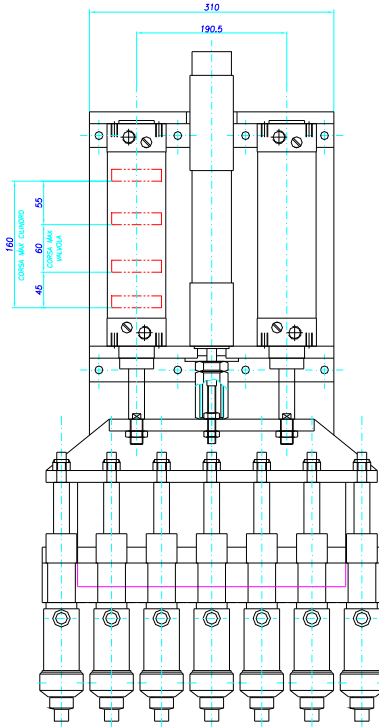 310
190.5
55
160
CORSA MAX CILINDRO
60
CORSA MAX
VALVOLA
45